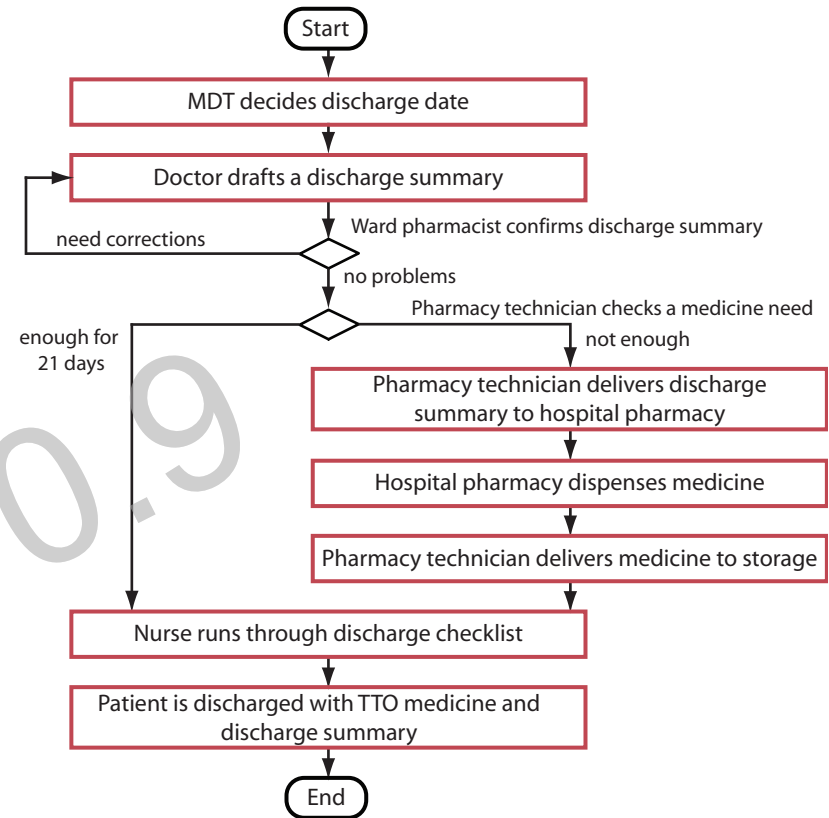 Start
MDT decides discharge date
Doctor drafts a discharge summary
Ward pharmacist confirms discharge summary
need corrections
no problems
Pharmacy technician checks a medicine need
enough for
21 days
not enough
Pharmacy technician delivers discharge
summary to hospital pharmacy
Hospital pharmacy dispenses medicine
Pharmacy technician delivers medicine to storage
Nurse runs through discharge checklist
Patient is discharged with TTO medicine and
discharge summary
End
0.9